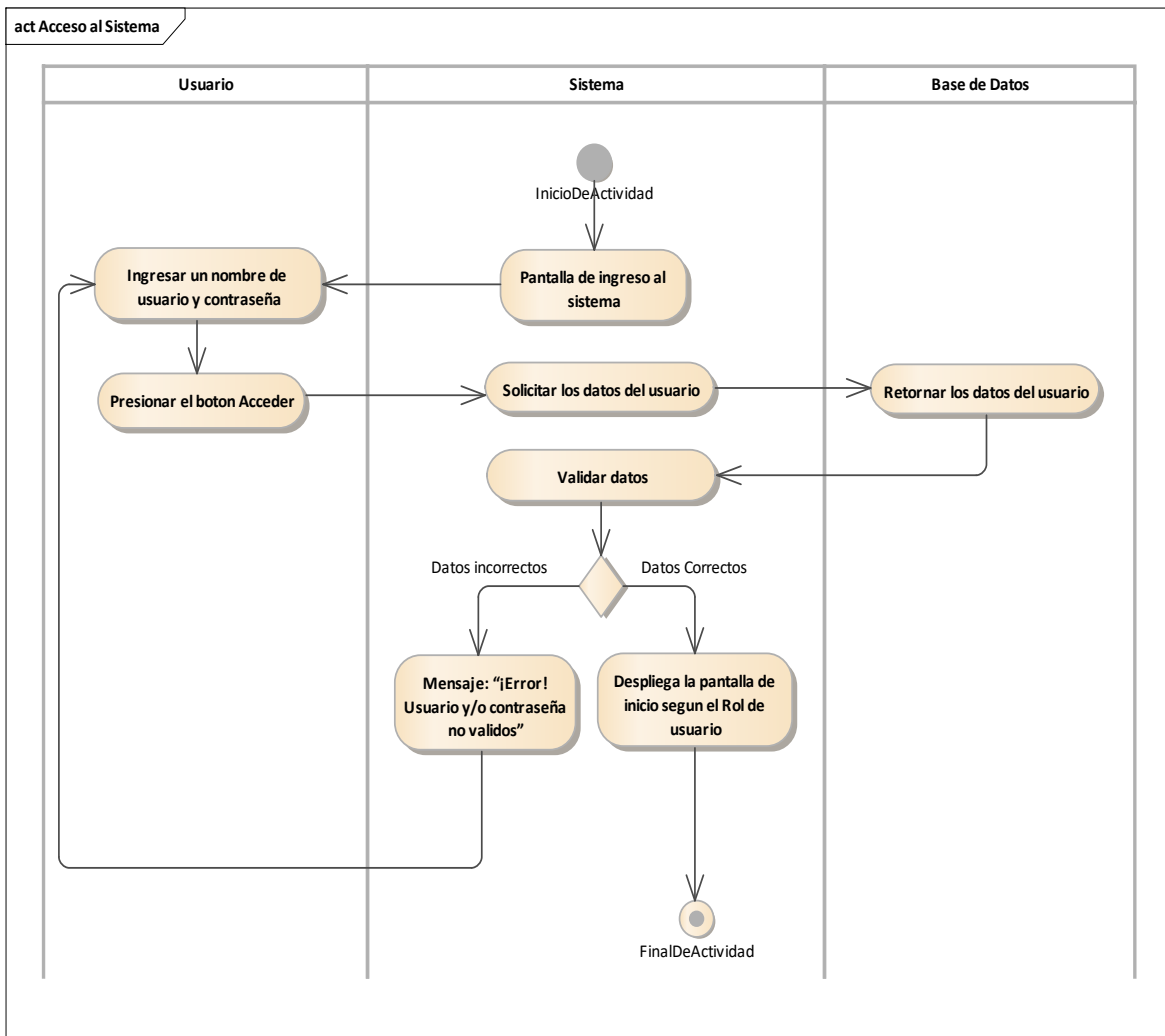 act Acceso al Sistema
Usuario
Sistema
Base de Datos
InicioDeActividad
Ingresar un nombre de
usuario y contraseña
Pantalla de ingreso al
sistema
Presionar el boton Acceder
Solicitar los datos del usuario
Retornar los datos del usuario
Validar datos
Datos incorrectos
Datos Correctos
Mensaje: “¡Error!
Usuario y/o contraseña
no validos”
Despliega la pantalla de
inicio segun el Rol de
usuario
FinalDeActividad